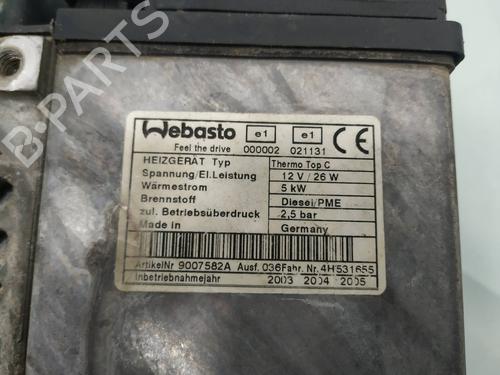 Webasto
Feel the drive
e1 e1
000002 021131
CE
HEIZGERÄT Typ Thermo Top C
Spannung/El.Leistung 12 V / 26 W
Wärmestrom 5 kW
Brennstoff Diesel/PME
zul. Betriebsüberdruck 2,5 bar
Made in Germany
ArtikelNr 9007582A Ausf. 036 Fahr. Nr. 4H531655
Inbetriebnahmejahr 2003 2004 2005
B-PARTS